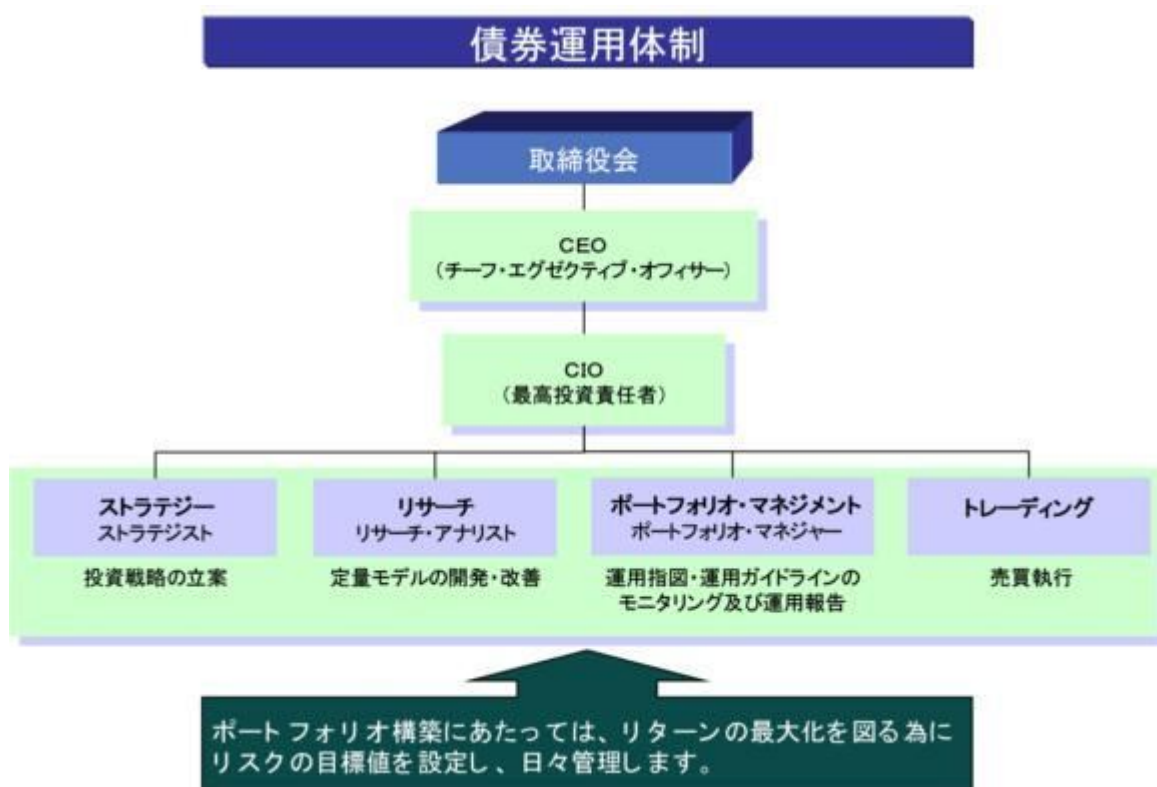 債券運用体制
取締役会
CEO
（チーフ・エグゼクティブ・オフィサー）
CIO
（最高投資責任者）
ストラテジー
ストラテジスト
投資戦略の立案
リサーチ
リサーチ・アナリスト
定量モデルの開発・改善
ポートフォリオ・マネジメント
ポートフォリオ・マネジャー
運用指図・運用ガイドラインの
モニタリング及び運用報告
トレーディング
売買執行
ポートフォリオ構築にあたっては、リターンの最大化を図る為に
リスクの目標値を設定し、日々管理します。